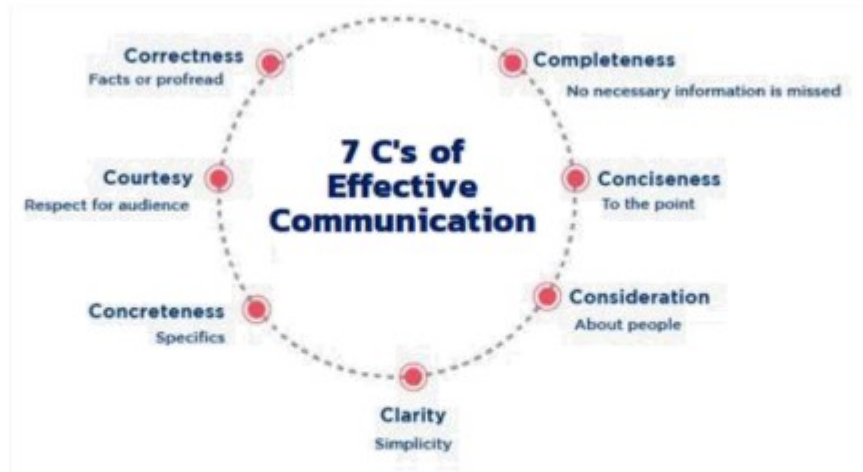 7 C's of
Effective
Communication
Completeness
No necessary information is missed
Conciseness
To the point
Consideration
About people
Clarity
Simplicity
Concreteness
Specifics
Courtesy
Respect for audience
Correctness
Facts or profread